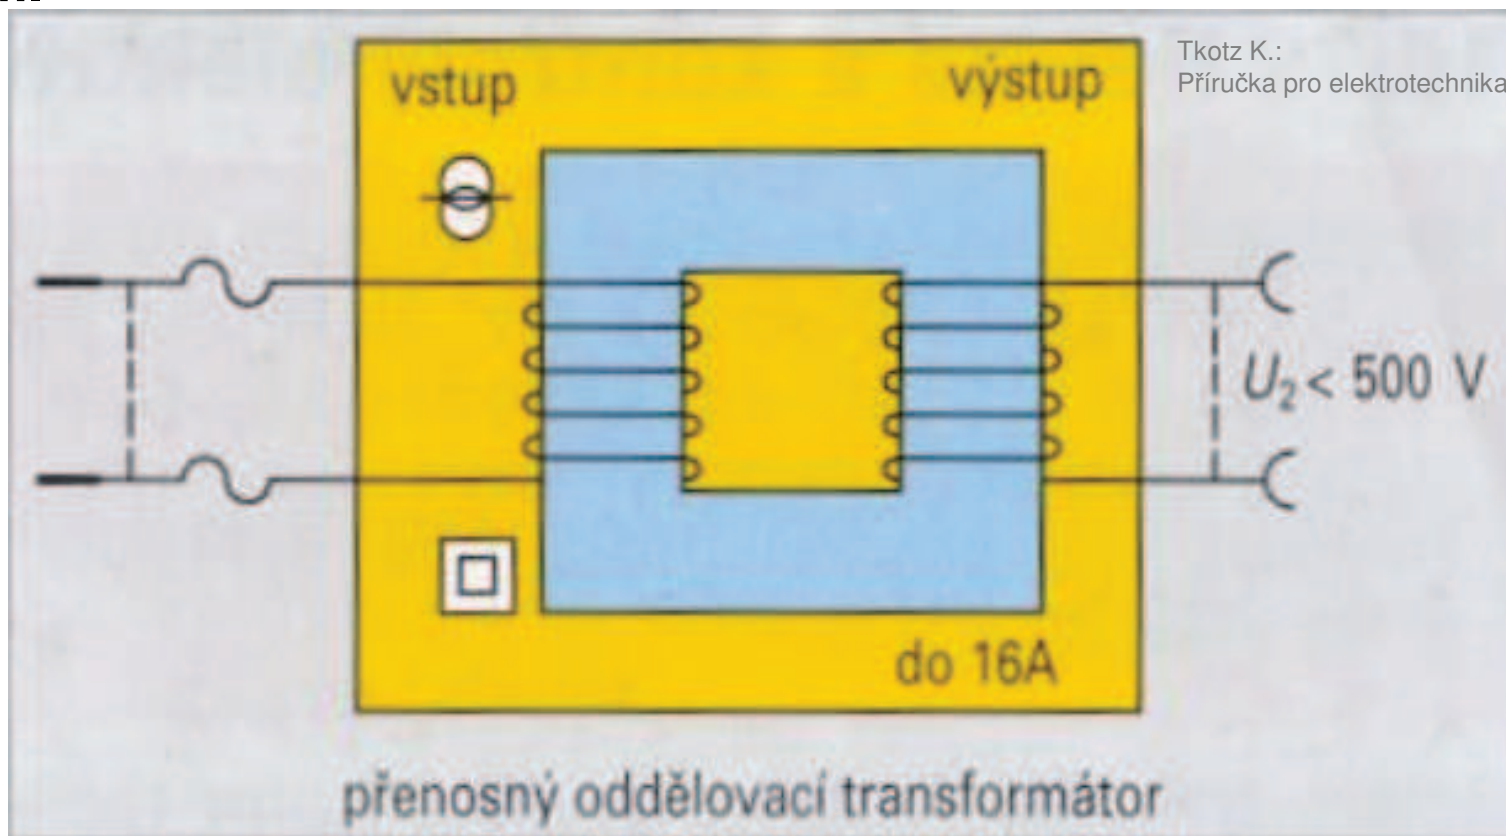 vstup
výstup
Tkotz K.:
Příručka pro elektrotechnika
U₂ < 500 V
do 16A
přenosný oddělovací transformátor